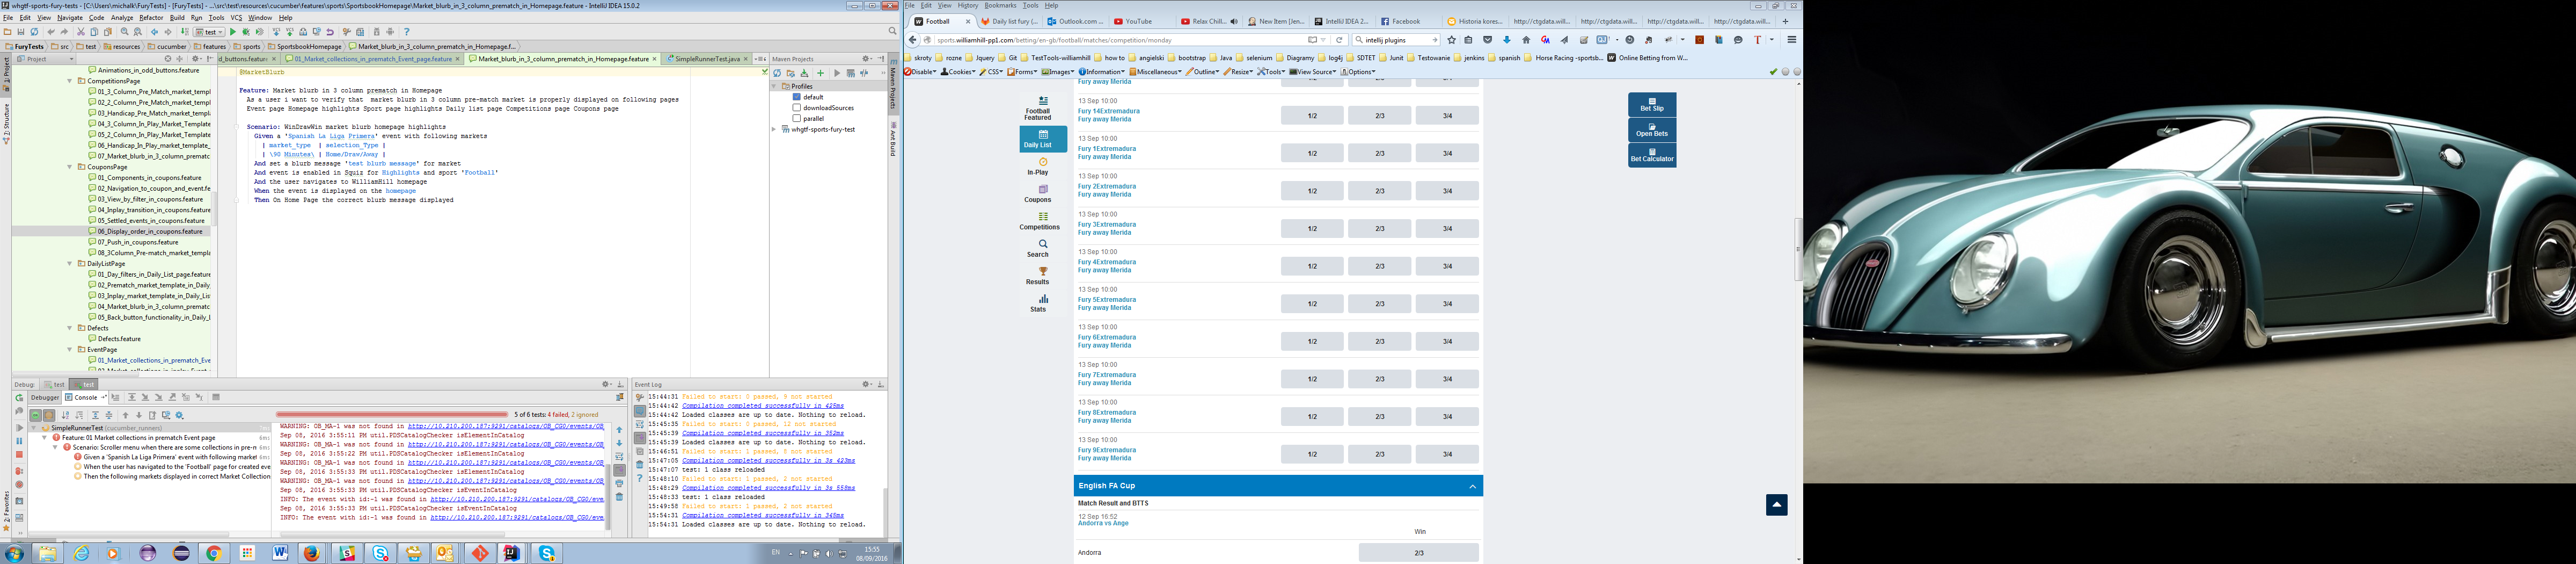 whgtf-sports-fury-tests - [C:\Users\michalk\FuryTests] - [FuryTests] - ...\src\test\resources\cucumber\features\sports\SportsbookHomepage\Market_blurb_in_3_column_prematch_in_Homepage.feature - IntelliJ IDEA 15.0.2
File Edit View Navigate Code Analyze Refactor Build Run Tools VCS Window Help
FuryTests src test resources cucumber features sports SportsbookHomepage Market_blurb_in_3_column_prematch_in_Homepage.f...
Project
01_Market_collections_in_prematch_Event_page.feature
Market_blurb_in_3_column_prematch_in_Homepage.feature
SimpleRunnerTest.java
Maven Projects
Animations_in_odd_buttons.feature
CompetitionsPage
01_3_Column_Pre_Match_market_temp
02_2_Column_Pre_Match_market_templ
03_Handicap_Pre_Match_market_templ
04_3_Column_In_Play_Market_Template
05_2_Column_In_Play_Market_Template
06_Handicap_In_Play_market_template_
07_Market_blurb_in_3_column_prematc
CouponsPage
01_Components_in_coupons.feature
02_Navigation_to_coupon_and_event.fe
03_View_by_filter_in_coupons.feature
04_Inplay_transition_in_coupons.feature
05_Settled_events_in_coupons.feature
06_Display_order_in_coupons.feature
07_Push_in_coupons.feature
08_3Column_Pre-match_market_templa
DailyListPage
01_Day_filters_in_Daily_List_page.feature
02_Prematch_market_template_in_Daily_
03_Inplay_market_template_in_Daily_Lis
04_Market_blurb_in_3_column_prematc
05_Back_button_functionality_in_Daily_l
Defects
Defects.feature
EventPage
01_Market_collections_in_prematch_Eve
@MarketBlurb
Feature: Market blurb in 3 column prematch in Homepage
As a user i want to verify that market blurb in 3 column pre-match market is properly displayed on following pages
Event page Homepage highlights Sport page highlights Daily list page Competitions page Coupons page
Scenario: WinDrawWin market blurb homepage highlights
Given a 'Spanish La Liga Primera' event with following markets
| market_type | selection_Type |
| \90 Minutes\ | Home/Draw/Away |
And set a blurb message 'test blurb message' for market
And event is enabled in Squiz for Highlights and sport 'Football'
And the user navigates to WilliamHill homepage
When the event is displayed on the homepage
Then On Home Page the correct blurb message displayed
Profiles
default
downloadSources
parallel
whgtf-sports-fury-test
Debug: test test
Debugger Console
5 of 6 tests: 4 failed, 2 ignored
SimpleRunnerTest (cucumber_runners)
Feature: 01 Market collections in prematch Event page
Scenario: Scroller menu when there are some collections in pre-n
Given a 'Spanish La Liga Primera' event with following market
When the user has navigated to the 'Football' page for created eve
Then the following markets displayed in correct Market Collection
WARNING: OB_MA-1 was not found in http://10.210.200.187:9291/catalogs/OB_CG0/events/OB_
Sep 08, 2016 3:55:11 PM util.PDSCatalogChecker isElementInCatalog
WARNING: OB_MA-1 was not found in http://10.210.200.187:9291/catalogs/OB_CG0/events/OB_
Sep 08, 2016 3:55:22 PM util.PDSCatalogChecker isElementInCatalog
WARNING: OB_MA-1 was not found in http://10.210.200.187:9291/catalogs/OB_CG0/events/OB_
Sep 08, 2016 3:55:33 PM util.PDSCatalogChecker isElementInCatalog
WARNING: OB_MA-1 was not found in http://10.210.200.187:9291/catalogs/OB_CG0/events/OB_
Sep 08, 2016 3:55:33 PM util.PDSCatalogChecker isEventInCatalog
INFO: The event with id:-1 was found in http://10.210.200.187:9291/catalogs/OB_CG0/eve
Sep 08, 2016 3:55:33 PM util.PDSCatalogChecker isEventInCatalog
INFO: The event with id:-1 was found in http://10.210.200.187:9291/catalogs/OB_CG0/eve
Event Log
15:44:31 Failed to start: 0 passed, 9 not started
15:44:42 Compilation completed successfully in 425ms
15:44:42 Loaded classes are up to date. Nothing to reload.
15:45:35 Failed to start: 0 passed, 12 not started
15:45:39 Compilation completed successfully in 352ms
15:45:39 Loaded classes are up to date. Nothing to reload.
15:46:51 Failed to start: 1 passed, 8 not started
15:47:05 Compilation completed successfully in 3s 423ms
15:47:07 test: 1 class reloaded
15:48:10 Failed to start: 1 passed, 2 not started
15:48:29 Compilation completed successfully in 3s 558ms
15:48:33 test: 1 class reloaded
15:49:58 Failed to start: 1 passed, 2 not started
15:54:31 Compilation completed successfully in 345ms
15:54:31 Loaded classes are up to date. Nothing to reload.
EN 15:55
08/09/2016
File Edit View History Bookmarks Tools Help
Football
Daily list fury (...
Outlook.com ...
YouTube
Relax Chill...
New Item [Jen...
IntelliJ IDEA 2...
Facebook
Historia kores...
http://ctgdata.will...
http://ctgdata.will...
http://ctgdata.will...
http://ctgdata.will...
sports.williamhill-pp1.com/betting/en-gb/football/matches/competition/monday
intellij plugins
skroty rozne Jquery Git TestTools-williamhill how to angielski bootstrap Java selenium Diagramy log4j SDTET Junit Testowanie jenkins spanish Horse Racing -sportsb... Online Betting from W...
Disable Cookies CSS Forms Images Information Miscellaneous Outline Resize Tools View Source Options
Football
Featured
Daily List
In-Play
Coupons
Competitions
Search
Results
Stats
13 Sep 10:00
Fury 14Extremadura
Fury away Merida
1/2 2/3 3/4
13 Sep 10:00
Fury 1Extremadura
Fury away Merida
1/2 2/3 3/4
13 Sep 10:00
Fury 2Extremadura
Fury away Merida
1/2 2/3 3/4
13 Sep 10:00
Fury 3Extremadura
Fury away Merida
1/2 2/3 3/4
13 Sep 10:00
Fury 4Extremadura
Fury away Merida
1/2 2/3 3/4
13 Sep 10:00
Fury 5Extremadura
Fury away Merida
1/2 2/3 3/4
13 Sep 10:00
Fury 6Extremadura
Fury away Merida
1/2 2/3 3/4
13 Sep 10:00
Fury 7Extremadura
Fury away Merida
1/2 2/3 3/4
13 Sep 10:00
Fury 8Extremadura
Fury away Merida
1/2 2/3 3/4
13 Sep 10:00
Fury 9Extremadura
Fury away Merida
1/2 2/3 3/4
English FA Cup
Match Result and BTTS
12 Sep 16:52
Andorra vs Ango
Win
Andorra
2/3
Bet Slip
Open Bets
Bet Calculator